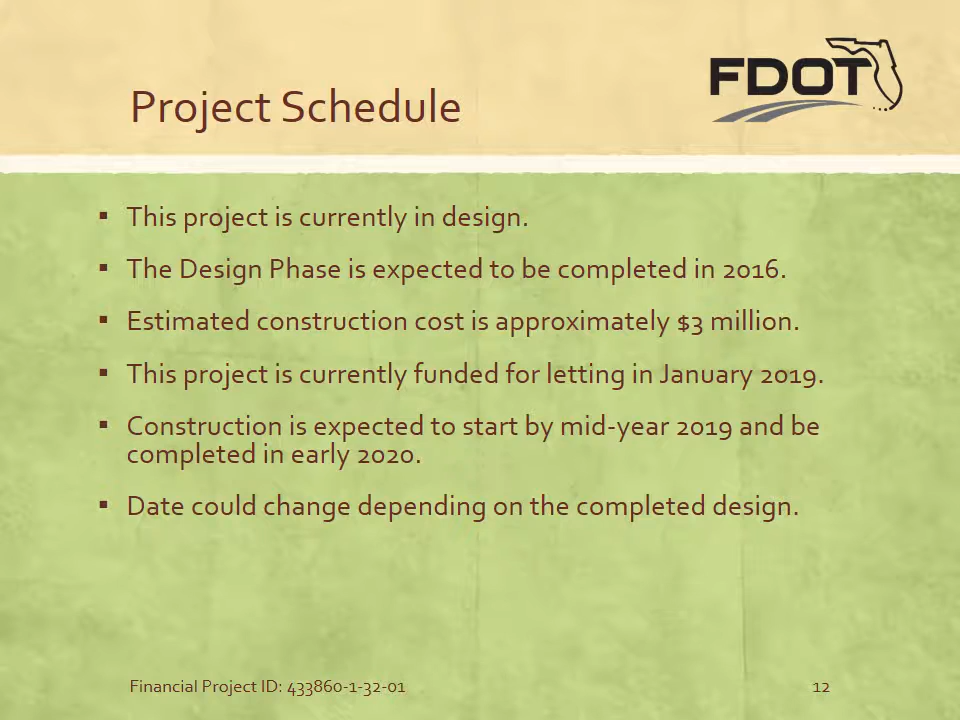 FDOT
Project Schedule
▪ This project is currently in design.
▪ The Design Phase is expected to be completed in 2016.
▪ Estimated construction cost is approximately $3 million.
▪ This project is currently funded for letting in January 2019.
▪ Construction is expected to start by mid-year 2019 and be
completed in early 2020.
▪ Date could change depending on the completed design.
Financial Project ID: 433860-1-32-01
12